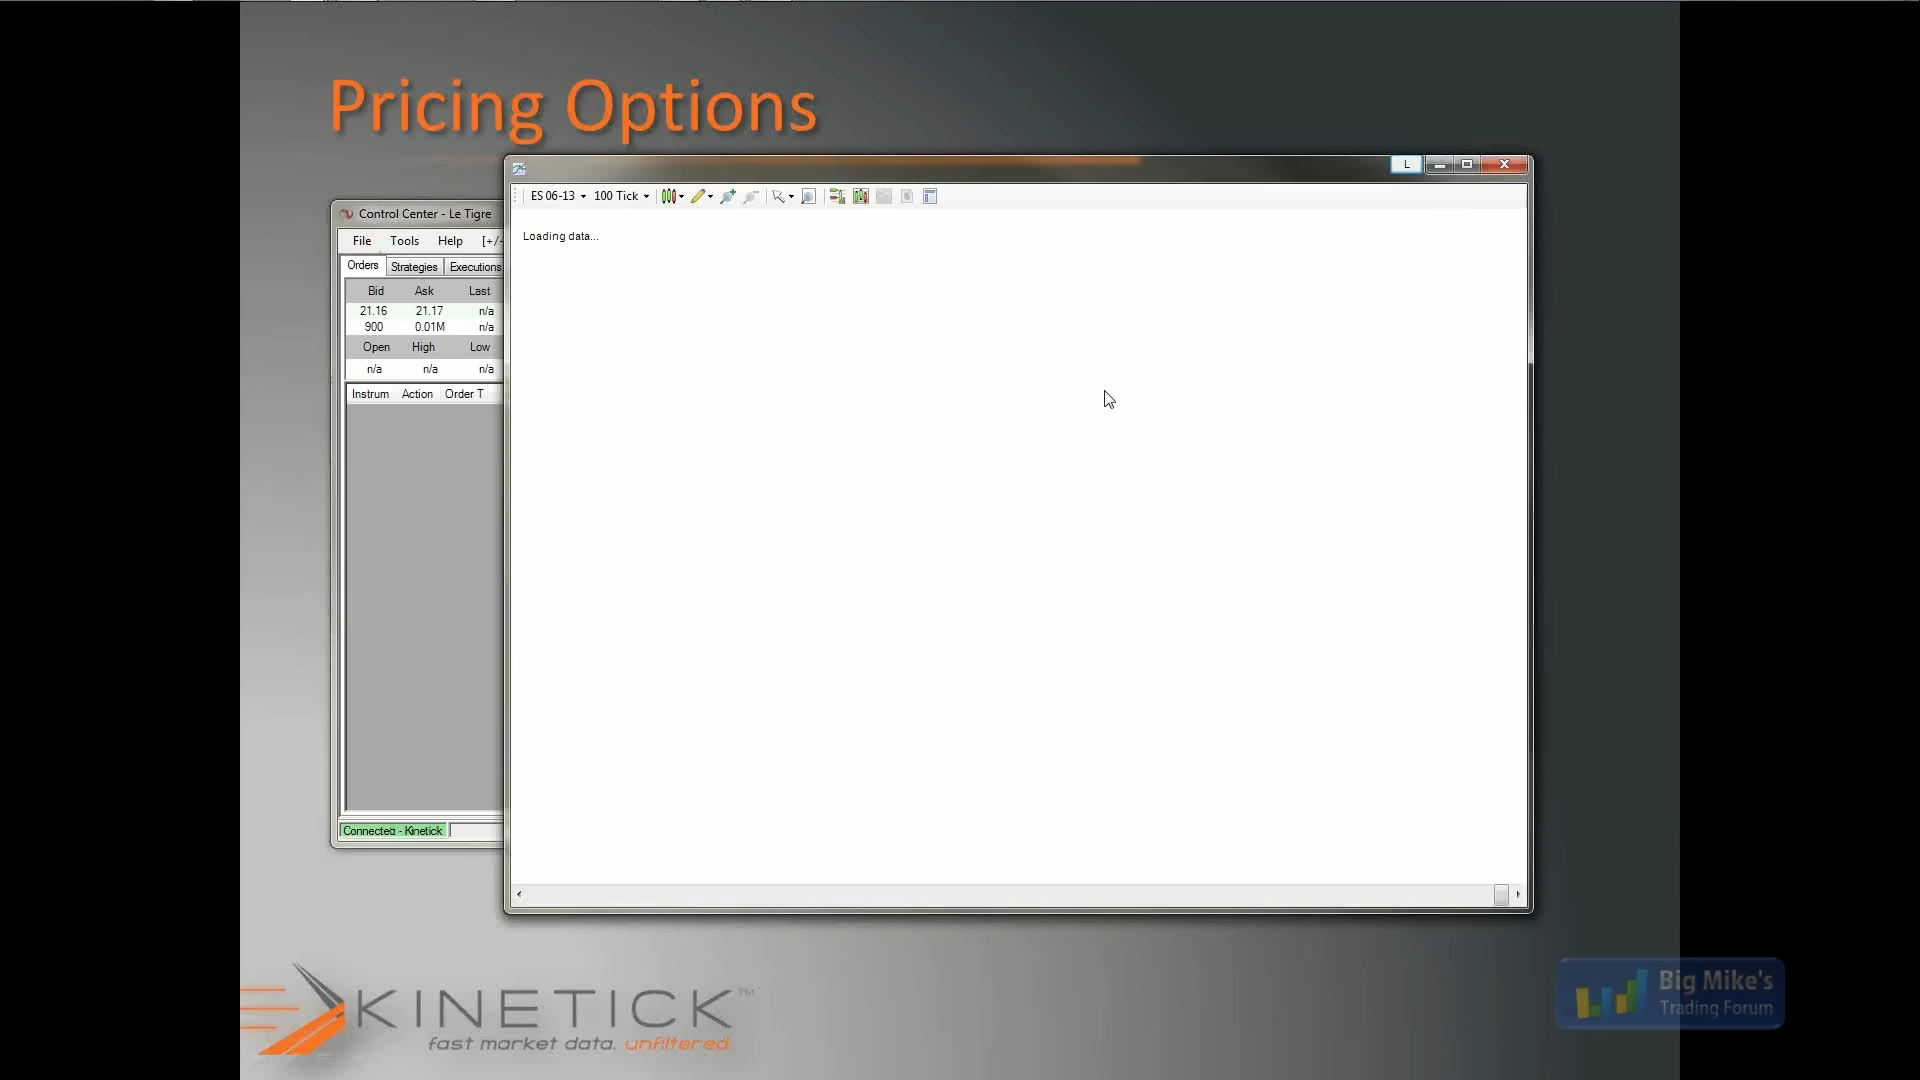 Pricing Options
L
ES 06-13 100 Tick
Loading data...
Control Center - Le Tigre
File Tools Help [+/-
Orders Strategies Executions
Bid Ask Last
21.16 21.17 n/a
900 0.01M n/a
Open High Low
n/a n/a n/a
Instrum Action Order T
Connected - Kinetick
KINETICK™
fast market data. unfiltered.
Big Mike's
Trading Forum